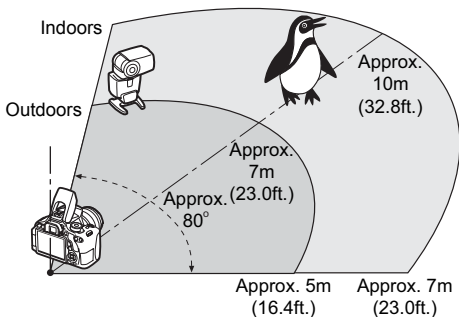 Indoors
Outdoors
Approx.
10m
(32.8ft.)
Approx.
7m
(23.0ft.)
Approx.
80°
Approx. 5m
(16.4ft.)
Approx. 7m
(23.0ft.)